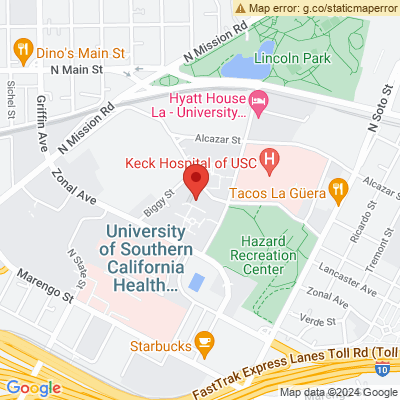 Map error: g.co/staticmaperror
Dino's Main St
N Main St
N Mission Rd
Lincoln Park
Sichel St
Griffin Ave
N Mission Rd
Hyatt House
La - University...
N Soto St
Alcazar St
Keck Hospital of USC
H
Zonal Ave
Biggy St
Tacos La Güera
Alcazar St
University
of Southern
California
Health...
Hazard
Recreation
Center
Ricardo St
Tremont St
N State St
Marengo St
Lancaster Ave
Zonal Ave
Verde St
Starbucks
FasTrak Express Lanes Toll Rd (Toll
10
Google
Map data ©2024 Google